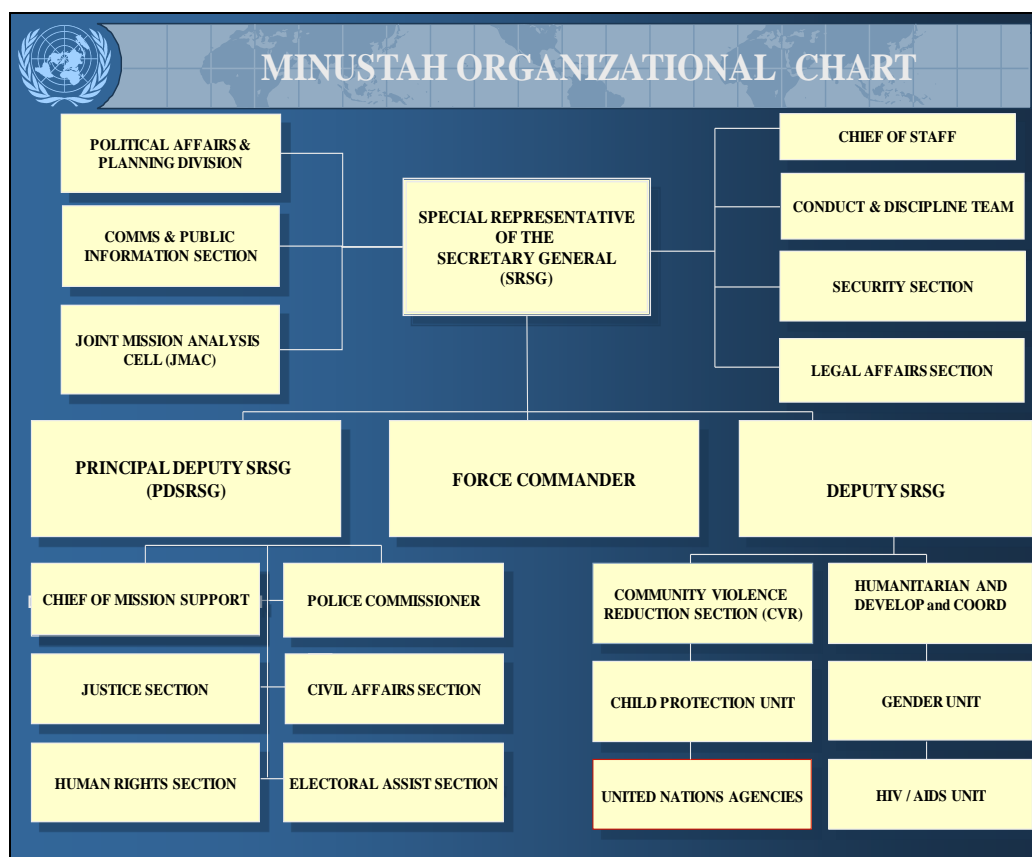 MINUSTAH ORGANIZATIONAL CHART
POLITICAL AFFAIRS &
PLANNING DIVISION
COMMS & PUBLIC
INFORMATION SECTION
JOINT MISSION ANALYSIS
CELL (JMAC)
SPECIAL REPRESENTATIVE
OF THE
SECRETARY GENERAL
(SRSG)
CHIEF OF STAFF
CONDUCT & DISCIPLINE TEAM
SECURITY SECTION
LEGAL AFFAIRS SECTION
PRINCIPAL DEPUTY SRSG
(PDSRSG)
FORCE COMMANDER
DEPUTY SRSG
CHIEF OF MISSION SUPPORT
POLICE COMMISSIONER
JUSTICE SECTION
CIVIL AFFAIRS SECTION
HUMAN RIGHTS SECTION
ELECTORAL ASSIST SECTION
COMMUNITY VIOLENCE
REDUCTION SECTION (CVR)
HUMANITARIAN AND
DEVELOP and COORD
CHILD PROTECTION UNIT
GENDER UNIT
UNITED NATIONS AGENCIES
HIV / AIDS UNIT